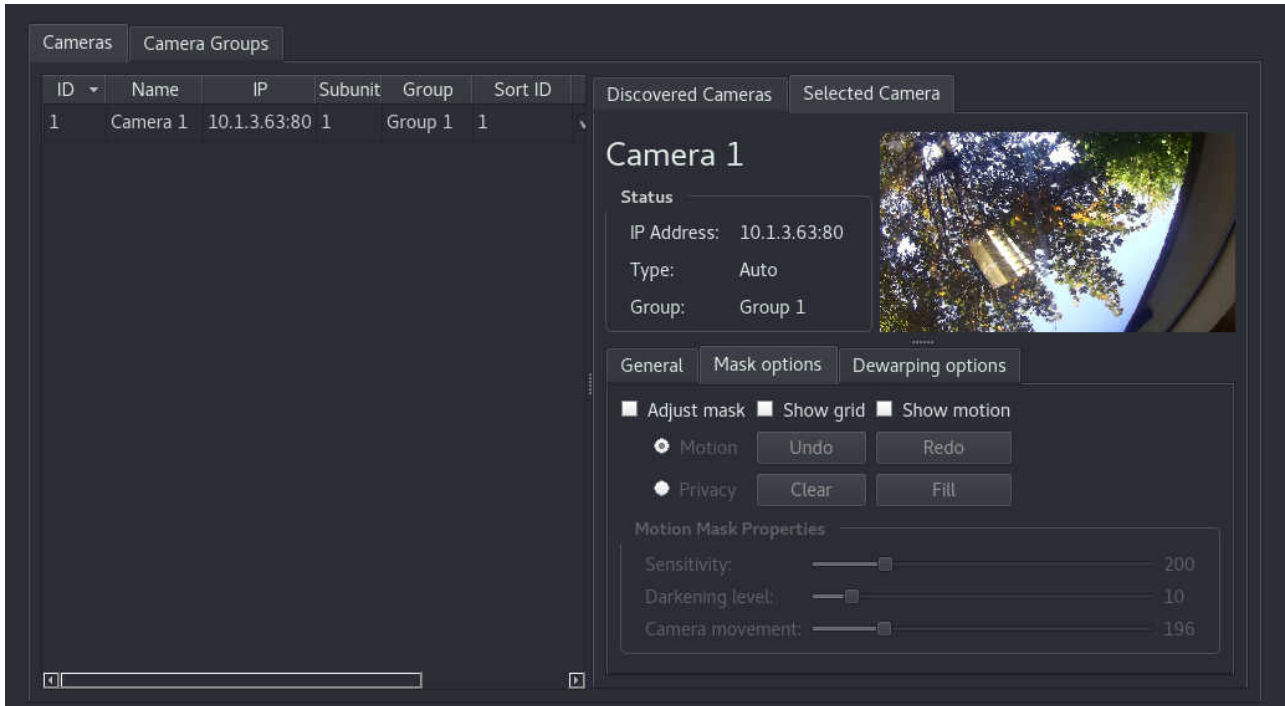 Cameras Camera Groups
ID Name IP Subunit Group Sort ID
1 Camera 1 10.1.3.63:80 1 Group 1 1
Discovered Cameras Selected Camera
Camera 1
Status
IP Address: 10.1.3.63:80
Type: Auto
Group: Group 1
General Mask options Dewarping options
Adjust mask Show grid Show motion
Motion Undo Redo
Privacy Clear Fill
Motion Mask Properties
Sensitivity: 200
Darkening level: 10
Camera movement: 196